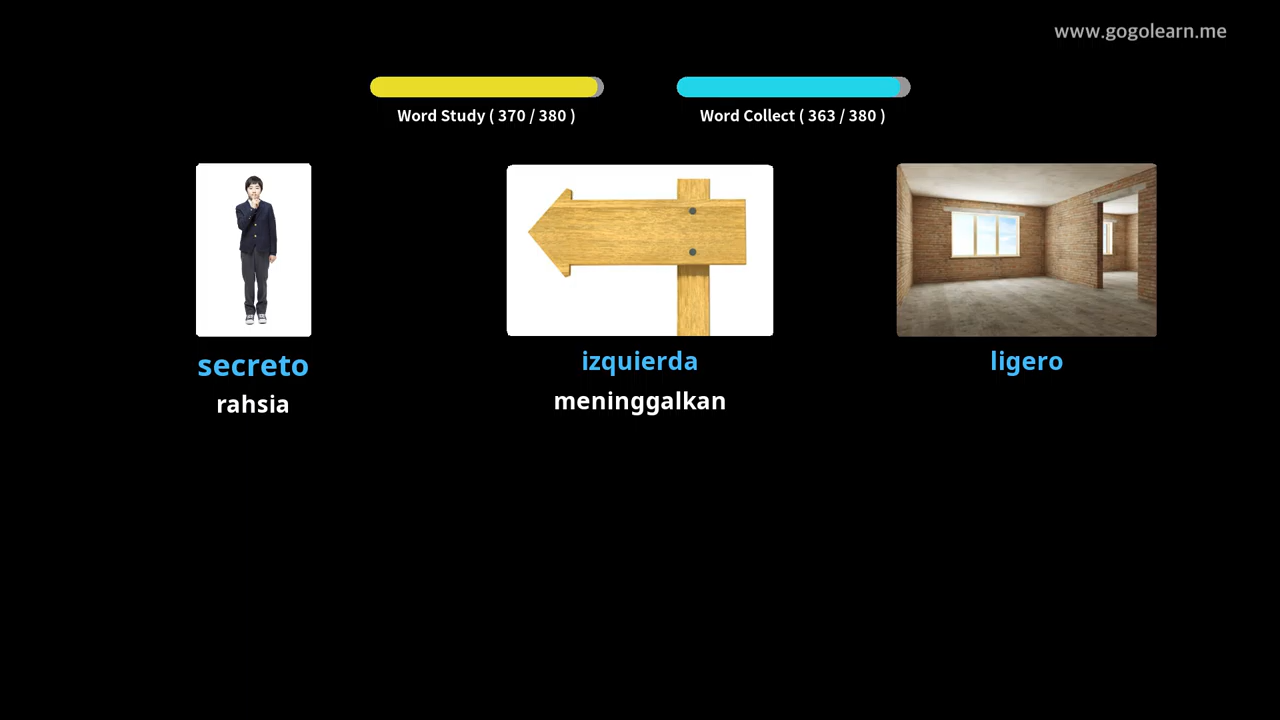 www.gogolearn.me
Word Study ( 370 / 380 )
Word Collect ( 363 / 380 )
secreto
rahsia
izquierda
meninggalkan
ligero